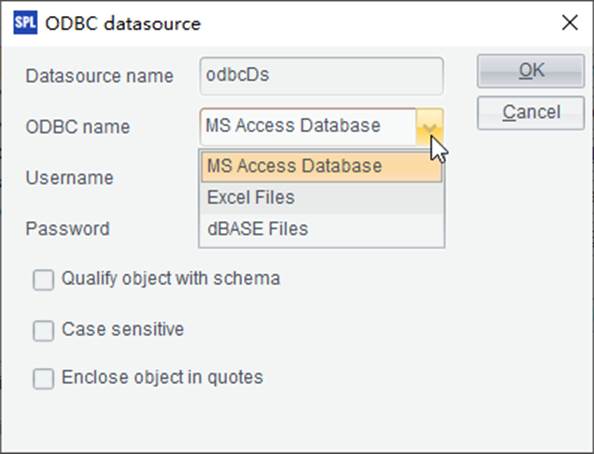 SPL ODBC datasource
Datasource name odbcDs OK
ODBC name MS Access Database Cancel
MS Access Database
Username
Excel Files
Password dBASE Files
Qualify object with schema
Case sensitive
Enclose object in quotes